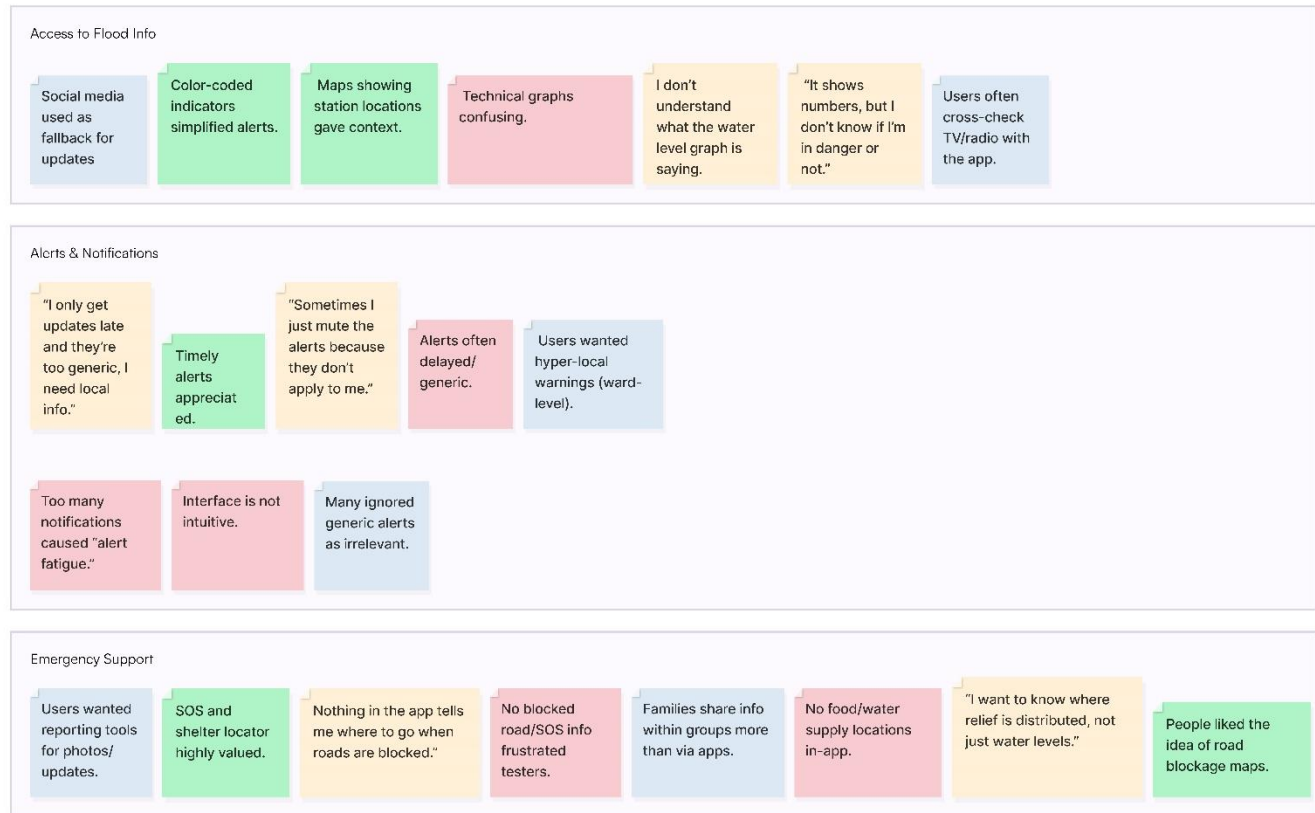 Access to Flood Info
Social media
used as
fallback for
updates
Color-coded
indicators
simplified alerts.
Maps showing
station locations
gave context.
Technical graphs
confusing.
I don't
understand
what the water
level graph is
saying.
"It shows
numbers, but I
don't know if I'm
in danger or
not."
Users often
cross-check
TV/radio with
the app.
Alerts & Notifications
"I only get
updates late
and they're
too generic, I
need local
info."
Timely
alerts
appreciat
ed.
"Sometimes I
just mute the
alerts because
they don't
apply to me."
Alerts often
delayed/
generic.
Users wanted
hyper-local
warnings (ward-
level).
Too many
notifications
caused "alert
fatigue."
Interface is not
intuitive.
Many ignored
generic alerts
as irrelevant.
Emergency Support
Users wanted
reporting tools
for photos/
updates.
SOS and
shelter locator
highly valued.
Nothing in the app tells
me where to go when
roads are blocked."
No blocked
road/SOS info
frustrated
testers.
Families share info
within groups more
than via apps.
No food/water
supply locations
in-app.
"I want to know where
relief is distributed, not
just water levels."
People liked the
idea of road
blockage maps.